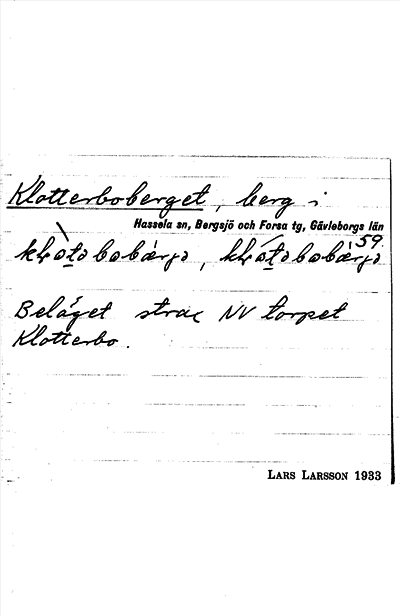 Klotterboberget, berg i
Hassela sn, Bergsjö och Forsa tg, Gävleborgs län
59.
Beläget strax NV torpet
Klotterbo.
LARS LARSSON 1933